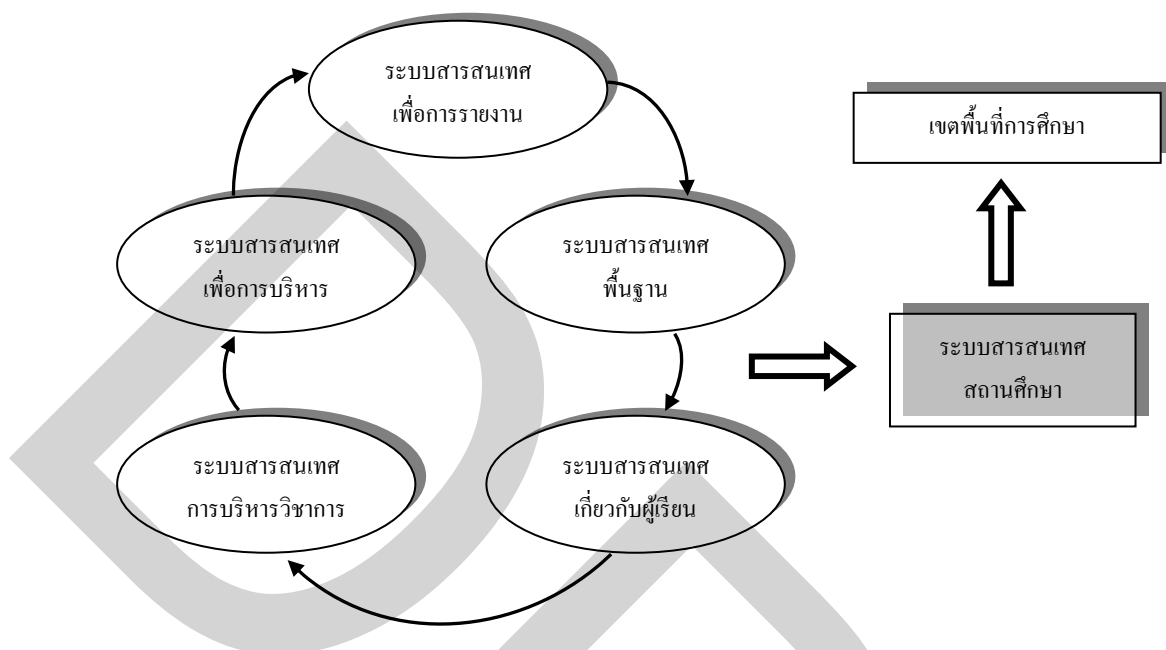 ระบบสารสนเทศ
เพื่อการรายงาน
เขตพื้นที่การศึกษา
ระบบสารสนเทศ
เพื่อการบริหาร
ระบบสารสนเทศ
พื้นฐาน
ระบบสารสนเทศ
สถานศึกษา
ระบบสารสนเทศ
การบริหารวิชาการ
ระบบสารสนเทศ
เกี่ยวกับผู้เรียน